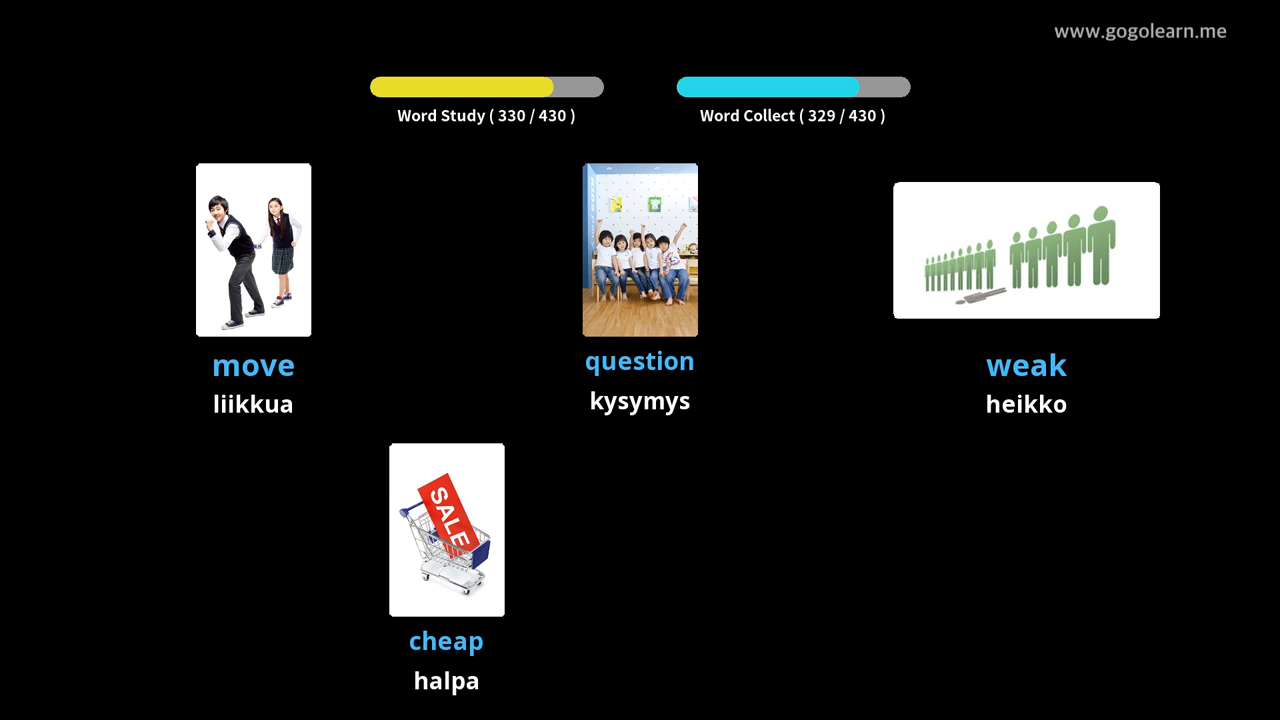 www.gogolearn.me
Word Study ( 330 / 430 )
Word Collect ( 329 / 430 )
move
liikkua
question
kysymys
weak
heikko
SALE
cheap
halpa